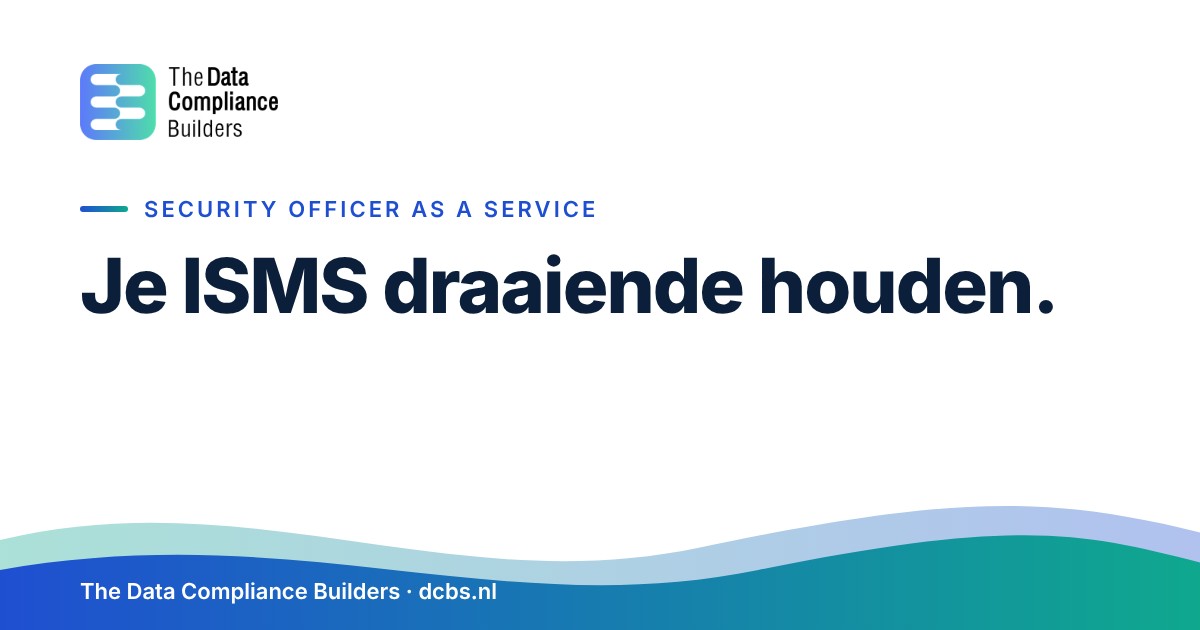 The Data
Compliance
Builders
SECURITY OFFICER AS A SERVICE
Je ISMS draaiende houden.
The Data Compliance Builders · dcbs.nl